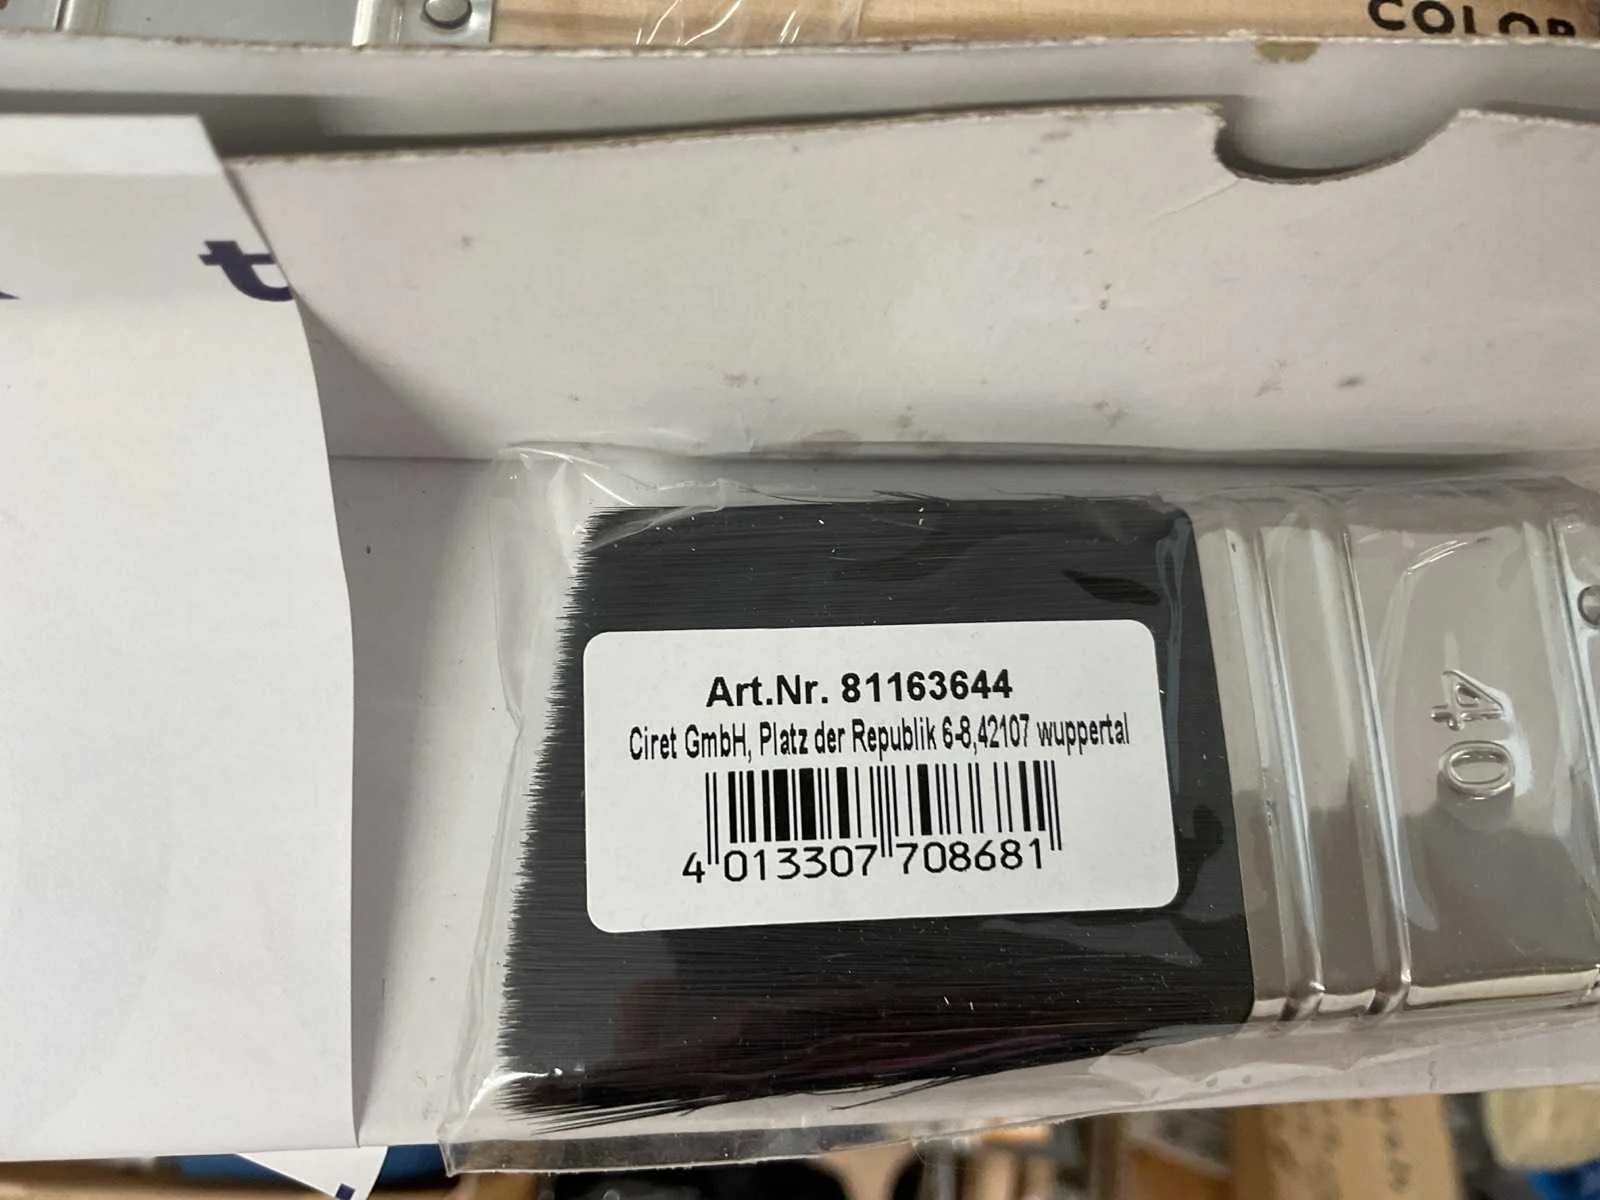 COLOR
t
Art.Nr. 81163644
Ciret GmbH, Platz der Republik 6-8,42107 wuppertal
4 013307 708681
40